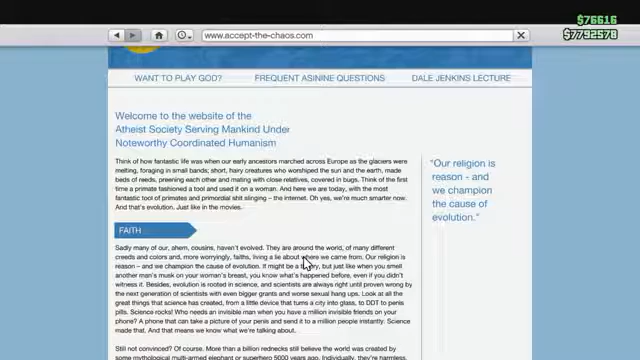 $76616
$7792578
www.accept-the-chaos.com
WANT TO PLAY GOD?
FREQUENT ASININE QUESTIONS
DALE JENKINS LECTURE
Welcome to the website of the
Atheist Society Serving Mankind Under
Noteworthy Coordinated Humanism
Think of how fantastic life was when our early ancestors marched across Europe as the glaciers were
melting, foraging in small bands; short, hairy creatures who worshiped the sun and the earth, made
beds of reeds, preening each other and mating with close relatives, covered in bugs. Think of the first
time a primate fashioned a tool and used it on a woman. And here we are today, with the most
fantastic tool of primates and primordial shit slinging – the internet. Oh yes, we're much smarter now.
And that's evolution. Just like in the movies.
"Our religion is
reason - and
we champion
the cause of
evolution."
FAITH
Sadly many of our, ahem, cousins, haven't evolved. They are around the world, of many different
creeds and colors and, more worryingly, faiths, living a lie about where we came from. Our religion is
reason – and we champion the cause of evolution. It might be a theory, but just like when you smell
another man's musk on your woman's breast, you know what's happened before, even if you didn't
witness it. Besides, evolution is rooted in science, and scientists are always right until proven wrong by
the next generation of scientists with even bigger grants and worse sexual hang ups. Look at all the
great things that science has created, from a little device that turns a city into glass, to DDT to penis
pills. Science rocks! Who needs an invisible man when you have a million invisible friends on your
phone? A phone that can take a picture of your penis and send it to a million people instantly. Science
made that. And that means we know what we're talking about.
Still not convinced? Of course. More than a billion rednecks still believe the world was created by
some mythological multi-armed elephant or superhero 5000 years ago. Individually, they're harmless,